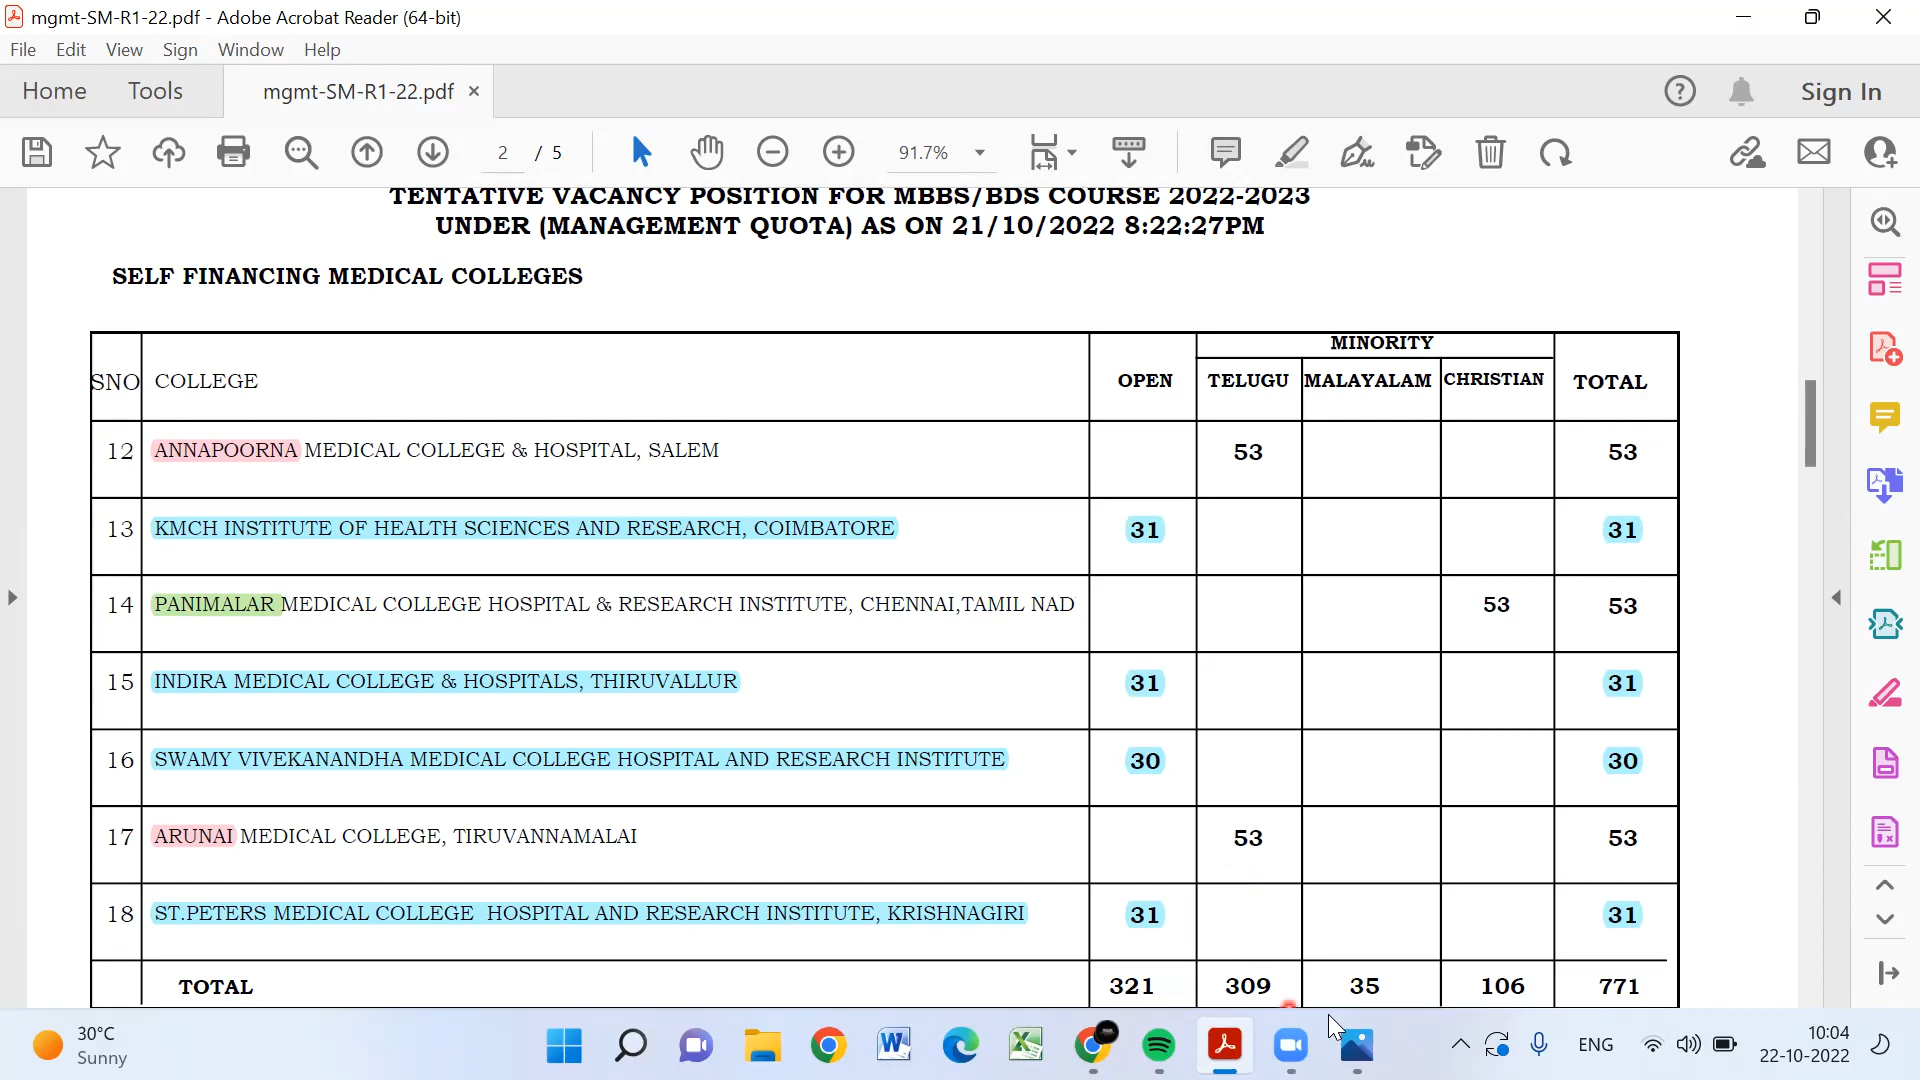 mgmt-SM-R1-22.pdf - Adobe Acrobat Reader (64-bit)
File Edit View Sign Window Help
Home Tools mgmt-SM-R1-22.pdf × Sign In
2 / 5 91.7%
TENTATIVE VACANCY POSITION FOR MBBS/BDS COURSE 2022-2023
UNDER (MANAGEMENT QUOTA) AS ON 21/10/2022 8:22:27PM
SELF FINANCING MEDICAL COLLEGES
MINORITY
SNO COLLEGE OPEN TELUGU MALAYALAM CHRISTIAN TOTAL
12 ANNAPOORNA MEDICAL COLLEGE & HOSPITAL, SALEM 53 53
13 KMCH INSTITUTE OF HEALTH SCIENCES AND RESEARCH, COIMBATORE 31 31
14 PANIMALAR MEDICAL COLLEGE HOSPITAL & RESEARCH INSTITUTE, CHENNAI,TAMIL NAD 53 53
15 INDIRA MEDICAL COLLEGE & HOSPITALS, THIRUVALLUR 31 31
16 SWAMY VIVEKANANDHA MEDICAL COLLEGE HOSPITAL AND RESEARCH INSTITUTE 30 30
17 ARUNAI MEDICAL COLLEGE, TIRUVANNAMALAI 53 53
18 ST.PETERS MEDICAL COLLEGE HOSPITAL AND RESEARCH INSTITUTE, KRISHNAGIRI 31 31
TOTAL 321 309 35 106 771
30°C
Sunny
ENG
10:04
22-10-2022